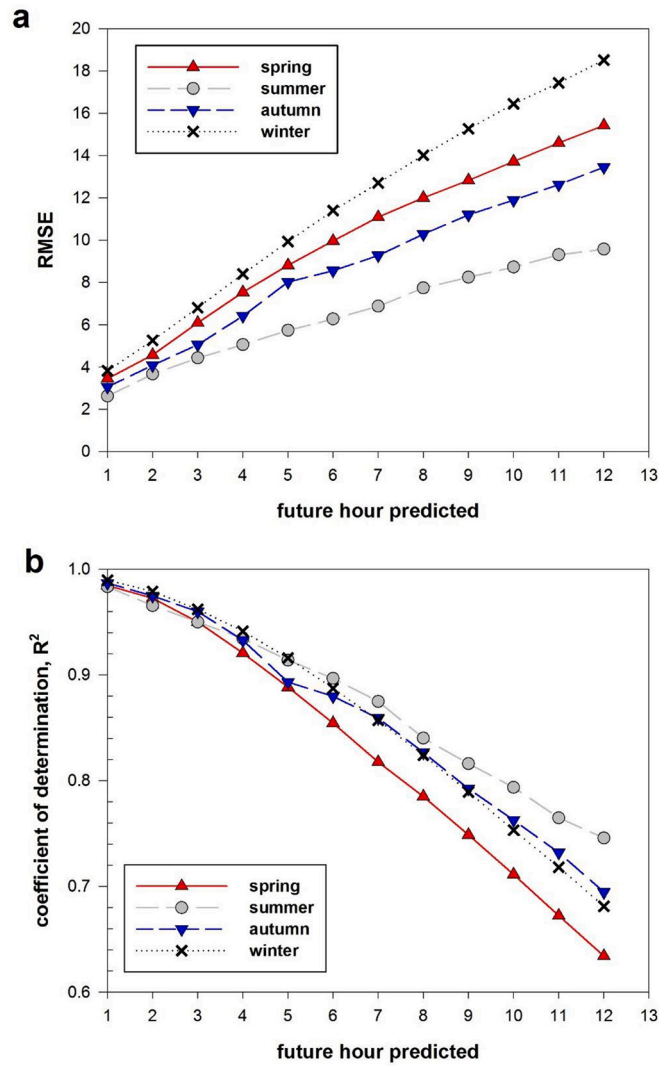 a
20
18
16
14
12
10
8
6
4
2
0
RMSE
spring
summer
autumn
winter
1 2 3 4 5 6 7 8 9 10 11 12 13
future hour predicted
b
1.0
0.9
0.8
0.7
0.6
coefficient of determination, R²
spring
summer
autumn
winter
1 2 3 4 5 6 7 8 9 10 11 12 13
future hour predicted